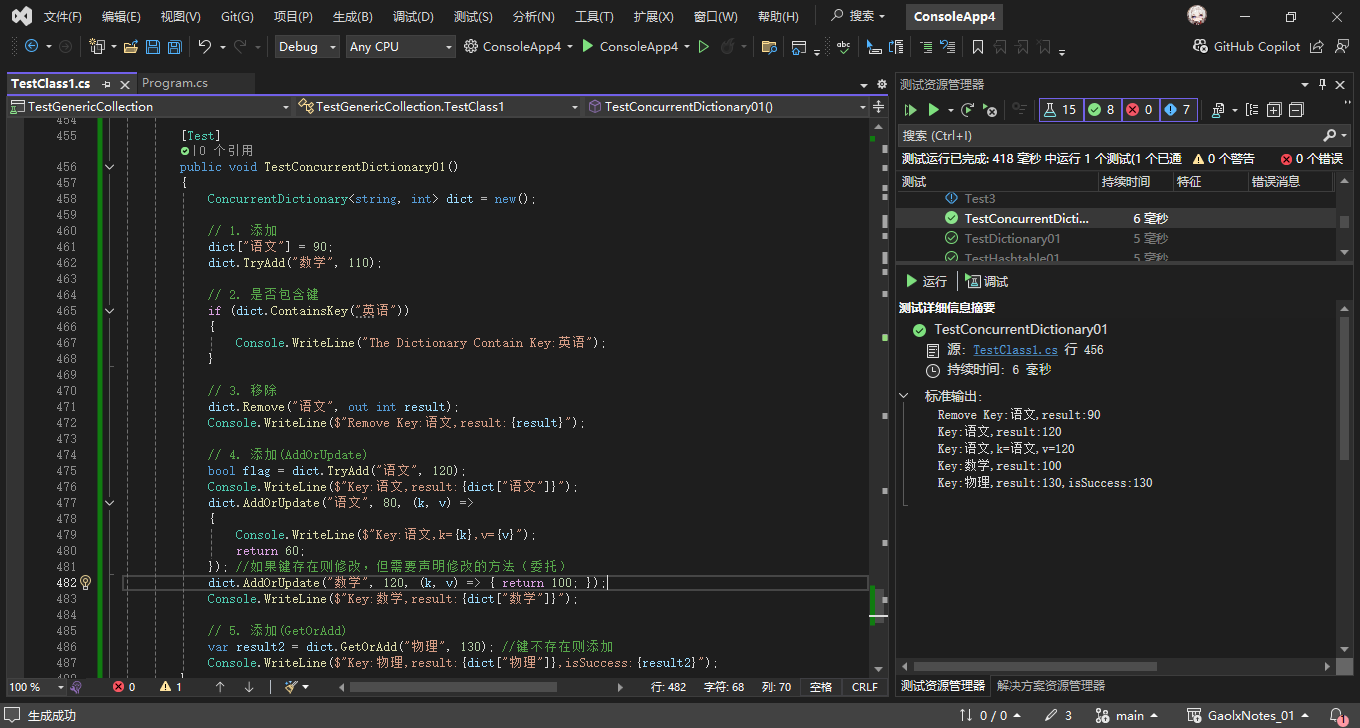 文件(F) 编辑(E) 视图(V) Git(G) 项目(P) 生成(B) 调试(D) 测试(S) 分析(N) 工具(T) 扩展(X) 窗口(W) 帮助(H) 搜索 ConsoleApp4
Debug Any CPU ConsoleApp4 ConsoleApp4 GitHub Copilot
TestClass1.cs Program.cs
TestGenericCollection TestGenericCollection.TestClass1 TestConcurrentDictionary01()
454
455 [Test]
0 个引用
456 public void TestConcurrentDictionary01()
457 {
458 ConcurrentDictionary<string, int> dict = new();
459
460 // 1. 添加
461 dict["语文"] = 90;
462 dict.TryAdd("数学", 110);
463
464 // 2. 是否包含键
465 if (dict.ContainsKey("英语"))
466 {
467 Console.WriteLine("The Dictionary Contain Key:英语");
468 }
469
470 // 3. 移除
471 dict.Remove("语文", out int result);
472 Console.WriteLine($"Remove Key:语文,result:{result}");
473
474 // 4. 添加(AddOrUpdate)
475 bool flag = dict.TryAdd("语文", 120);
476 Console.WriteLine($"Key:语文,result:{dict["语文"]}");
477 dict.AddOrUpdate("语文", 80, (k, v) =>
478 {
479 Console.WriteLine($"Key:语文,k={k},v={v}");
480 return 60;
481 }); //如果键存在则修改，但需要声明修改的方法（委托）
482 dict.AddOrUpdate("数学", 120, (k, v) => { return 100; });
483 Console.WriteLine($"Key:数学,result:{dict["数学"]}");
484
485 // 5. 添加(GetOrAdd)
486 var result2 = dict.GetOrAdd("物理", 130); //键不存在则添加
487 Console.WriteLine($"Key:物理,result:{dict["物理"]},isSuccess:{result2}");
100 % 0 1 行: 482 字符: 68 列: 70 空格 CRLF
测试资源管理器
15 8 0 7
搜索 (Ctrl+I)
测试运行已完成: 418 毫秒 中运行 1 个测试(1 个已通 0 个警告 0 个错误
测试 持续时间 特征 错误消息
Test3
TestConcurrentDicti... 6 毫秒
TestDictionary01 5 毫秒
TestHashtable01 5 毫秒
运行 调试
测试详细信息摘要
TestConcurrentDictionary01
源: TestClass1.cs 行 456
持续时间: 6 毫秒
标准输出:
Remove Key:语文,result:90
Key:语文,result:120
Key:语文,k=语文,v=120
Key:数学,result:100
Key:物理,result:130,isSuccess:130
测试资源管理器 解决方案资源管理器
生成成功 0 / 0 3 main GaolxNotes_01 1